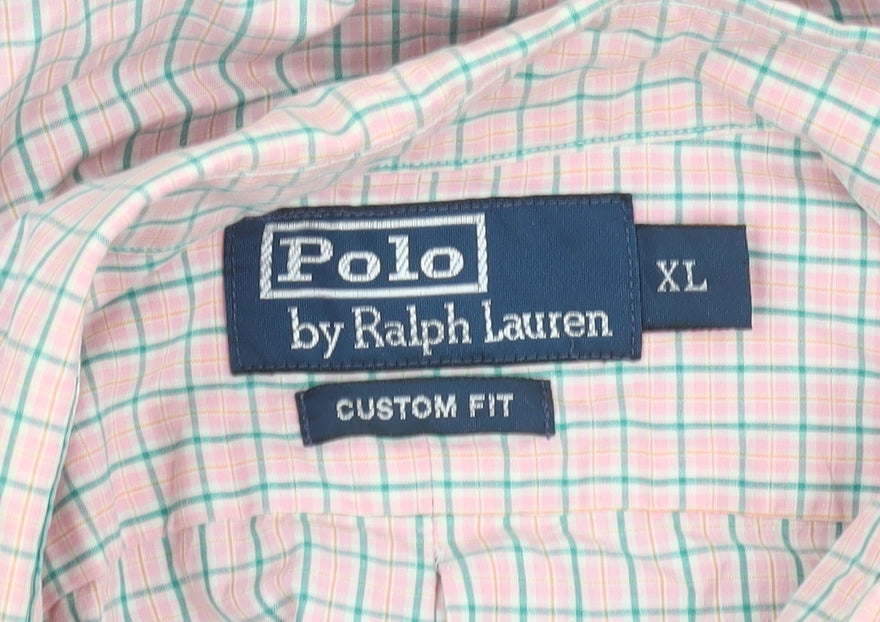 Polo
by Ralph Lauren
XL
CUSTOM FIT